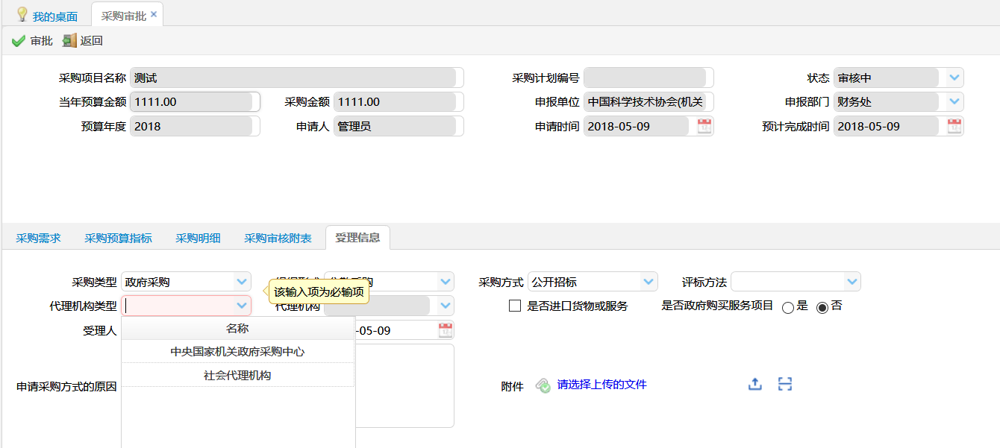 我的桌面 采购审批 ×
审批 返回
采购项目名称 测试 采购计划编号 状态 审核中
当年预算金额 1111.00 采购金额 1111.00 申报单位 中国科学技术协会(机关 申报部门 财务处
预算年度 2018 申请人 管理员 申请时间 2018-05-09 预计完成时间 2018-05-09
采购需求 采购预算指标 采购明细 采购审核附表 受理信息
采购类型 政府采购 采购 采购方式 公开招标 评标方法
该输入项为必输项
代理机构类型 代理机构 是否进口货物或服务 是否政府购买服务项目 是 否
受理人 名称 -05-09
中央国家机关政府采购中心
社会代理机构
申请采购方式的原因 附件 请选择上传的文件